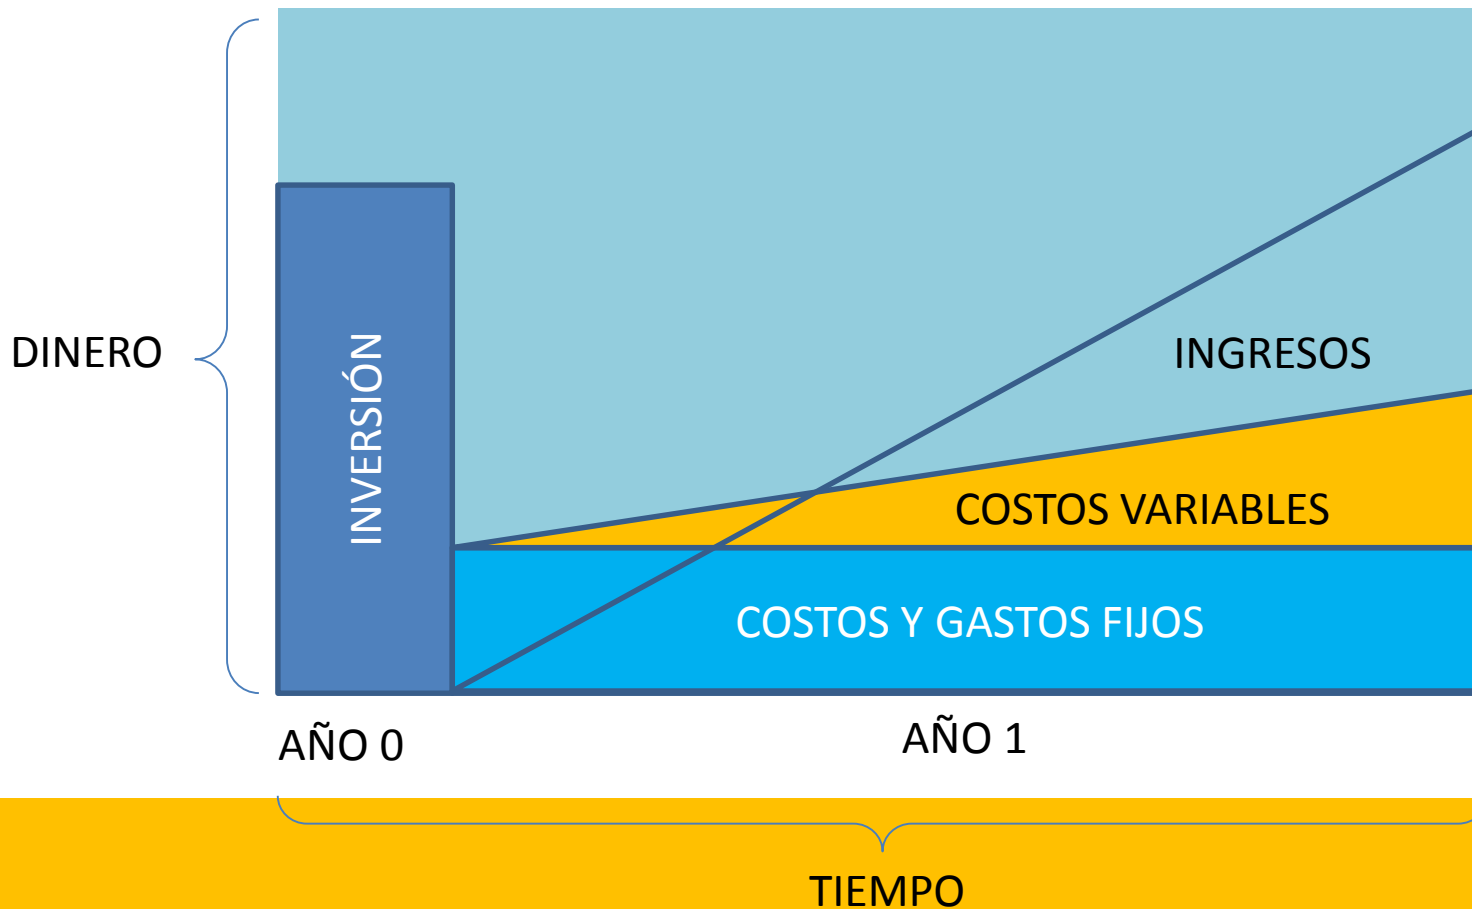 DINERO
INVERSIÓN
INGRESOS
COSTOS VARIABLES
COSTOS Y GASTOS FIJOS
AÑO 0
AÑO 1
TIEMPO